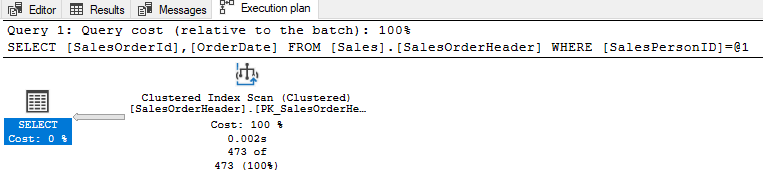 Editor Results Messages Execution plan
Query 1: Query cost (relative to the batch): 100%
SELECT [SalesOrderId],[OrderDate] FROM [Sales].[SalesOrderHeader] WHERE [SalesPersonID]=@1
Clustered Index Scan (Clustered)
[SalesOrderHeader].[PK_SalesOrderHe…
Cost: 100 %
0.002s
473 of
473 (100%)
SELECT
Cost: 0 %